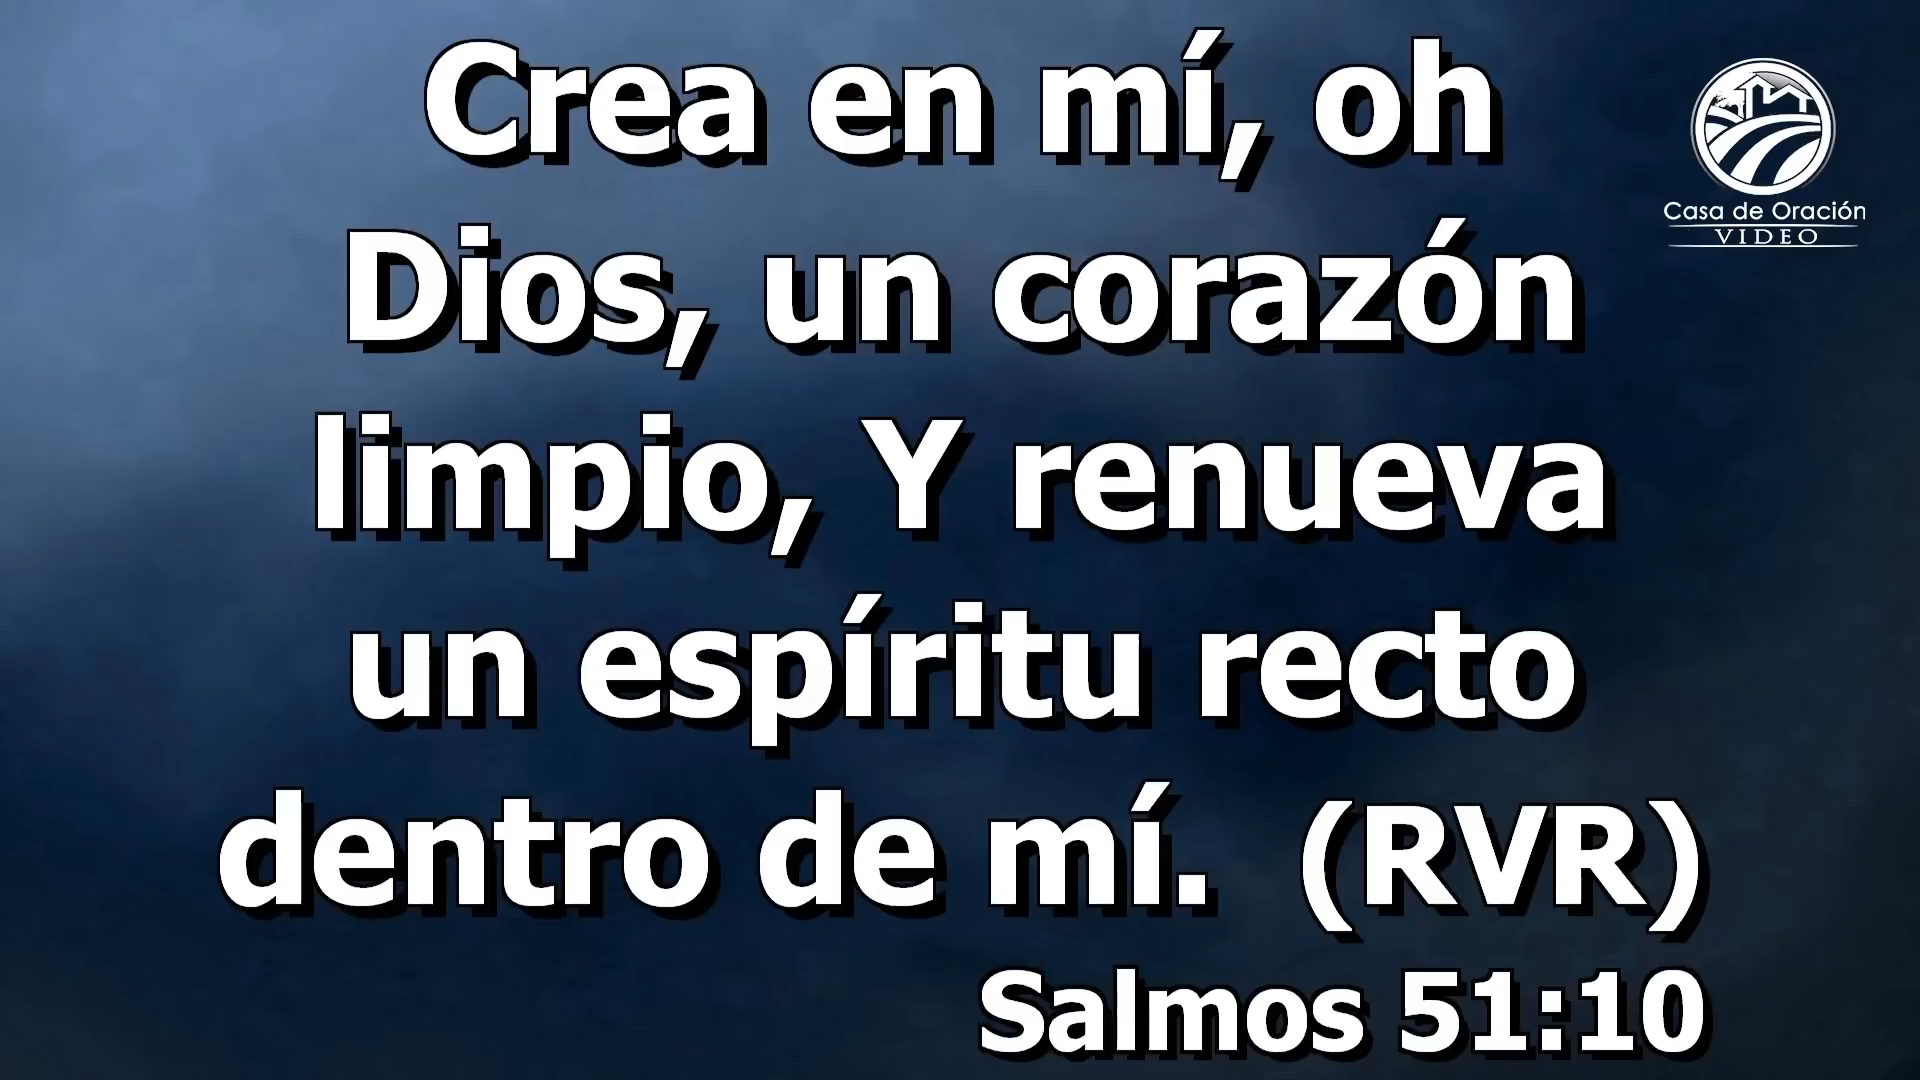 Crea en mí, oh
Dios, un corazón
limpio, Y renueva
un espíritu recto
dentro de mí. (RVR)
Salmos 51:10
Casa de Oración
VIDEO